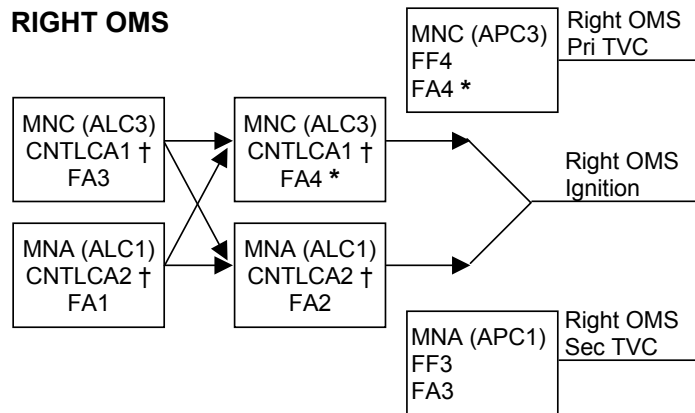 RIGHT OMS
MNC (APC3)
FF4
FA4 *
Right OMS
Pri TVC
MNC (ALC3)
CNTLCA1 †
FA3
MNC (ALC3)
CNTLCA1 †
FA4 *
Right OMS
Ignition
MNA (ALC1)
CNTLCA2 †
FA1
MNA (ALC1)
CNTLCA2 †
FA2
MNA (APC1)
FF3
FA3
Right OMS
Sec TVC